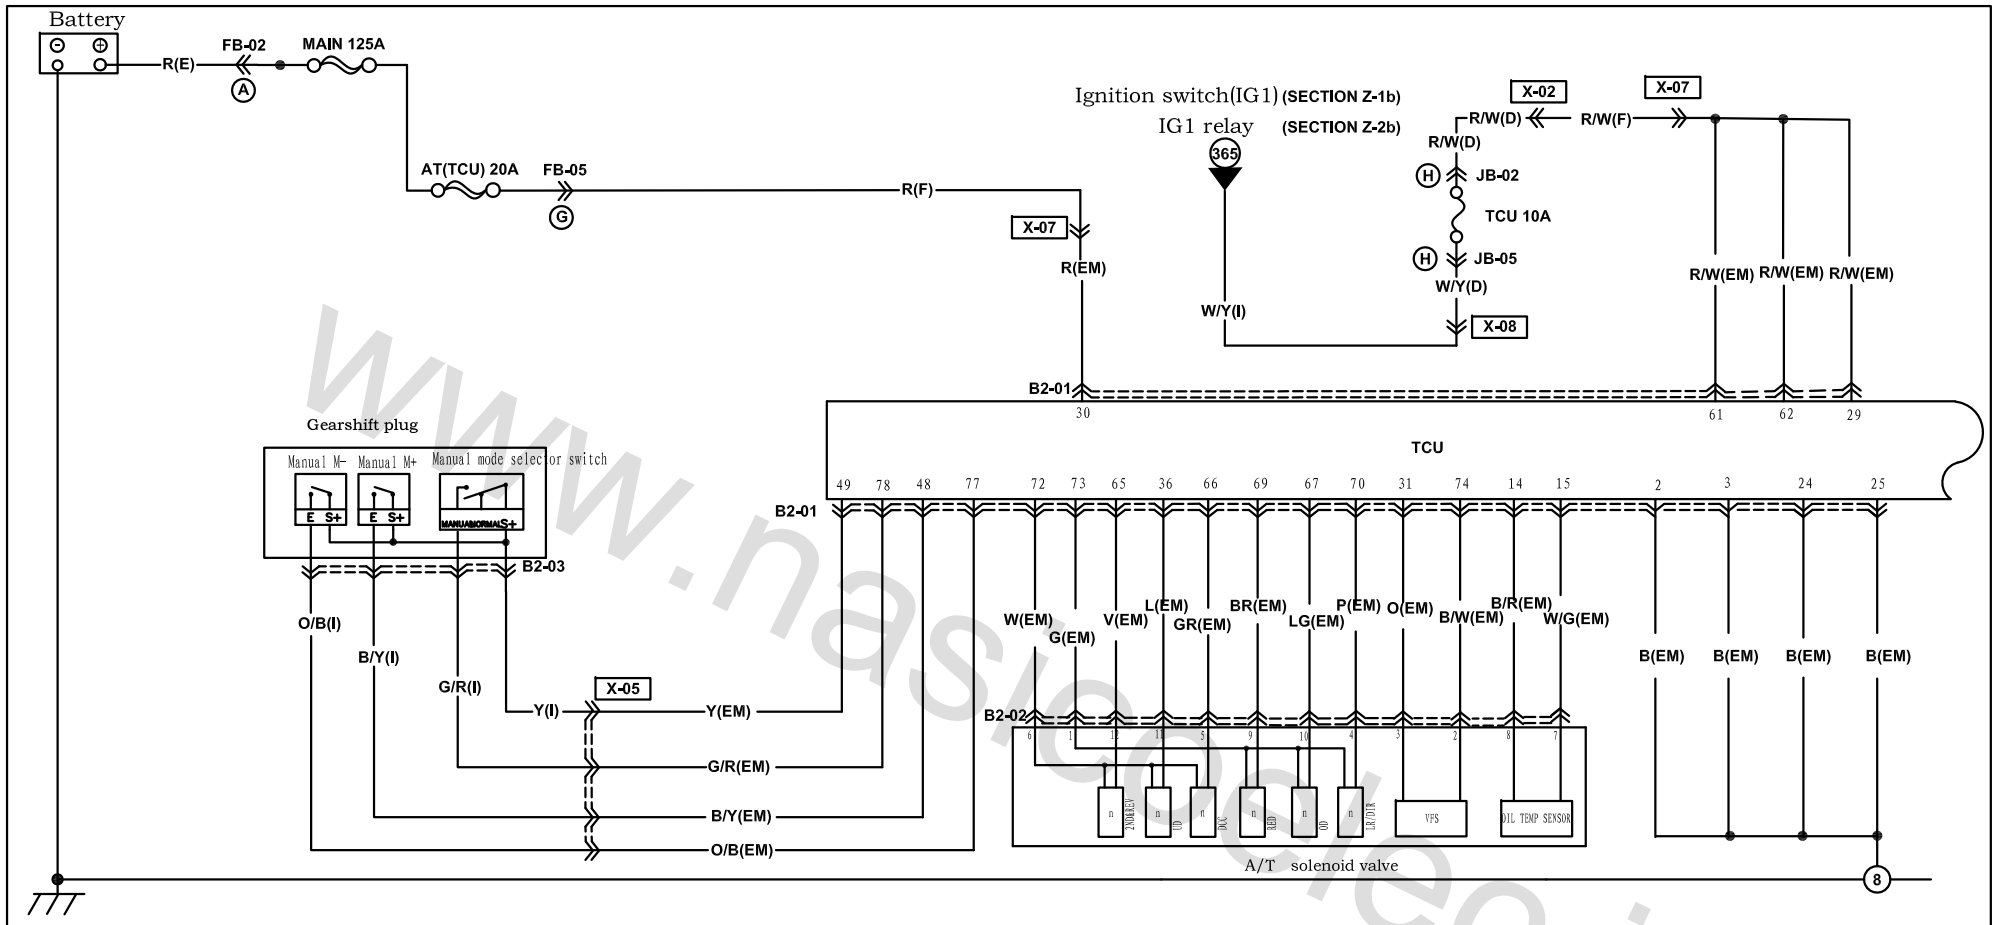 Battery
FB-02
MAIN 125A
R(E)
A
AT(TCU) 20A
FB-05
G
R(F)
X-07
R(EM)
Ignition switch(IG1) (SECTION Z-1b)
IG1 relay (SECTION Z-2b)
365
W/Y(I)
X-02
X-07
R/W(D)
R/W(F)
R/W(D)
H
JB-02
TCU 10A
H
JB-05
W/Y(D)
X-08
R/W(EM) R/W(EM) R/W(EM)
B2-01
30 61 62 29
TCU
49 78 48 77 72 73 65 36 66 69 67 70 31 74 14 15 2 3 24 25
B2-01
Gearshift plug
Manual M- Manual M+ Manual mode selector switch
E S+ E S+ S+
B2-03
O/B(I)
B/Y(I)
G/R(I)
X-05
Y(I)
Y(EM)
G/R(EM)
B/Y(EM)
O/B(EM)
W(EM)
G(EM)
V(EM)
L(EM)
GR(EM)
BR(EM)
LG(EM)
P(EM)
O(EM)
B/W(EM)
B/R(EM)
W/G(EM)
B(EM) B(EM) B(EM) B(EM)
B2-02
6 1 12 11 5 9 10 4 3 2 8 7
n 2ND&REV
n UD
n DCC
n RED
n OD
n LR/DIR
VFS
OIL TEMP SENSOR
A/T solenoid valve
8
www.nasicoelec.i